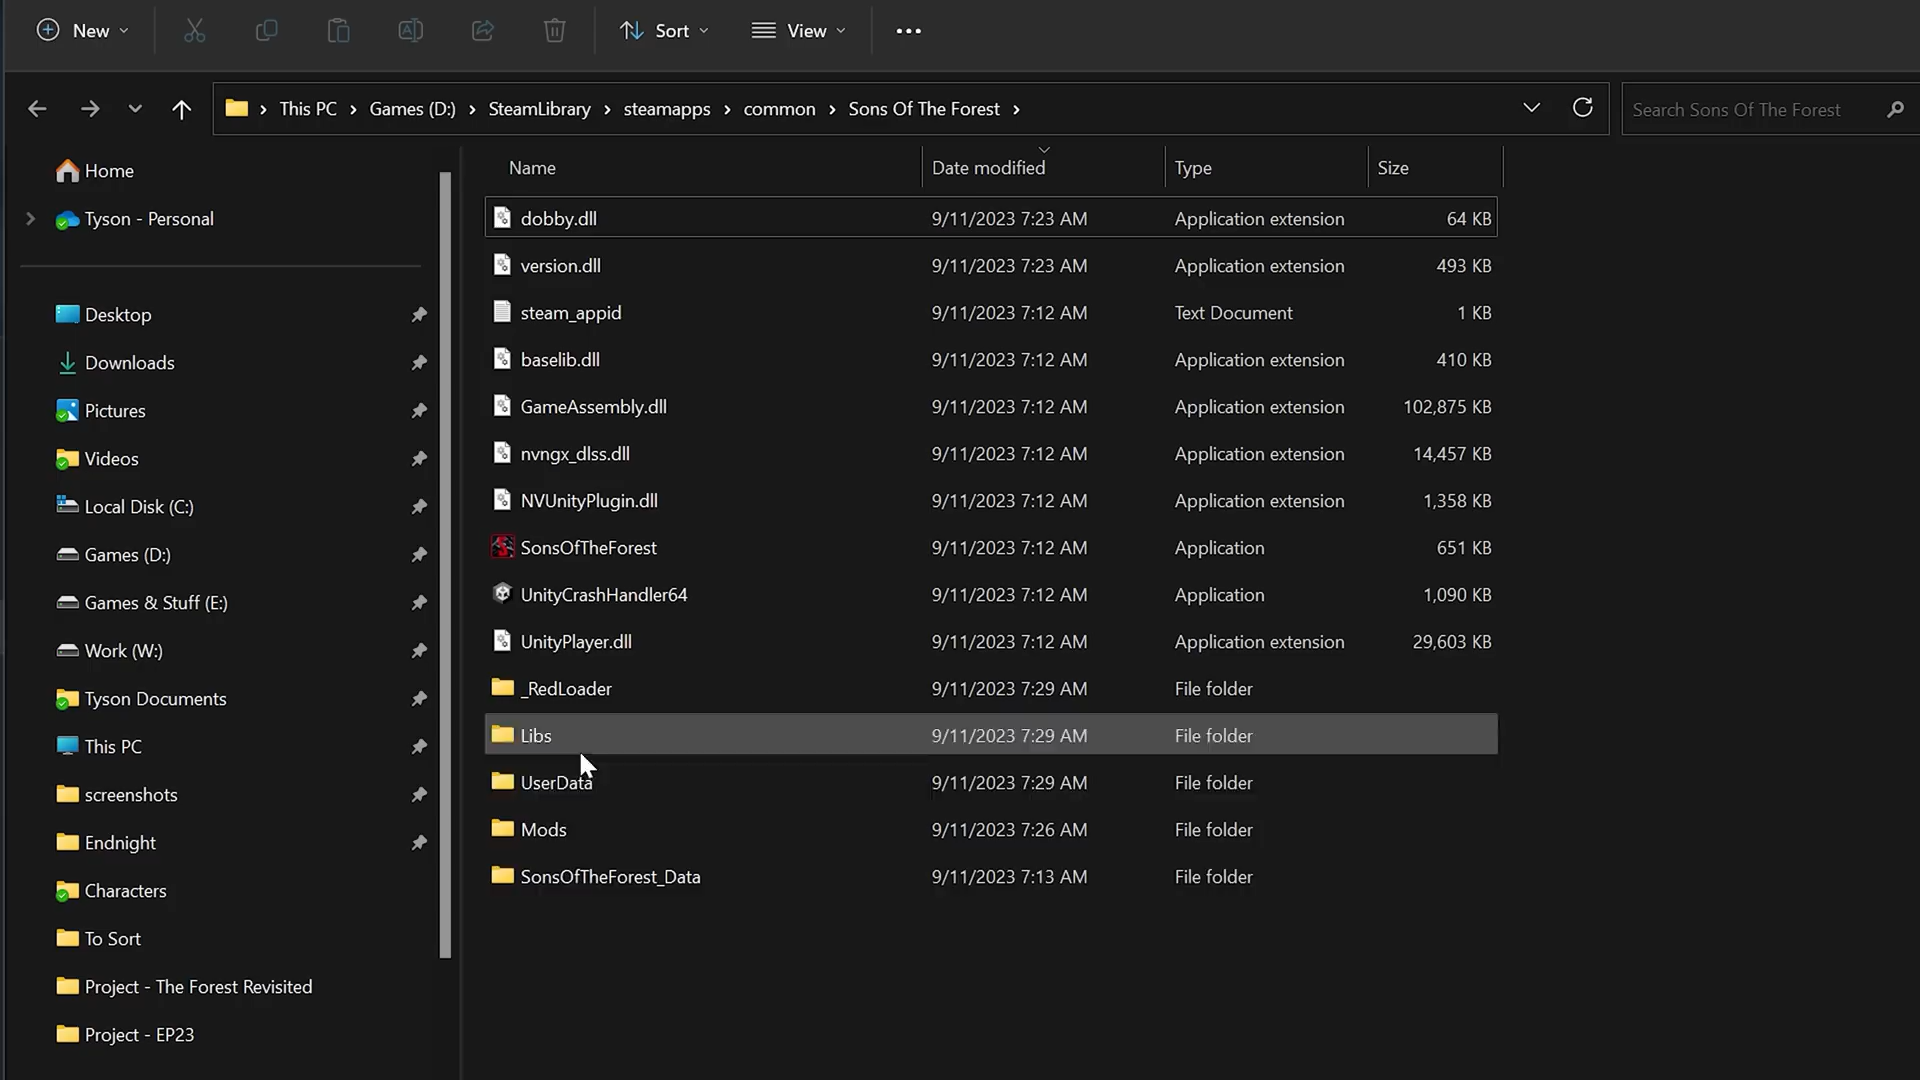 New
Sort
View
This PC > Games (D:) > SteamLibrary > steamapps > common > Sons Of The Forest >
Search Sons Of The Forest
Home
Tyson - Personal
Desktop
Downloads
Pictures
Videos
Local Disk (C:)
Games (D:)
Games & Stuff (E:)
Work (W:)
Tyson Documents
This PC
screenshots
Endnight
Characters
To Sort
Project - The Forest Revisited
Project - EP23
Name Date modified Type Size
dobby.dll 9/11/2023 7:23 AM Application extension 64 KB
version.dll 9/11/2023 7:23 AM Application extension 493 KB
steam_appid 9/11/2023 7:12 AM Text Document 1 KB
baselib.dll 9/11/2023 7:12 AM Application extension 410 KB
GameAssembly.dll 9/11/2023 7:12 AM Application extension 102,875 KB
nvngx_dlss.dll 9/11/2023 7:12 AM Application extension 14,457 KB
NVUnityPlugin.dll 9/11/2023 7:12 AM Application extension 1,358 KB
SonsOfTheForest 9/11/2023 7:12 AM Application 651 KB
UnityCrashHandler64 9/11/2023 7:12 AM Application 1,090 KB
UnityPlayer.dll 9/11/2023 7:12 AM Application extension 29,603 KB
_RedLoader 9/11/2023 7:29 AM File folder
Libs 9/11/2023 7:29 AM File folder
UserData 9/11/2023 7:29 AM File folder
Mods 9/11/2023 7:26 AM File folder
SonsOfTheForest_Data 9/11/2023 7:13 AM File folder